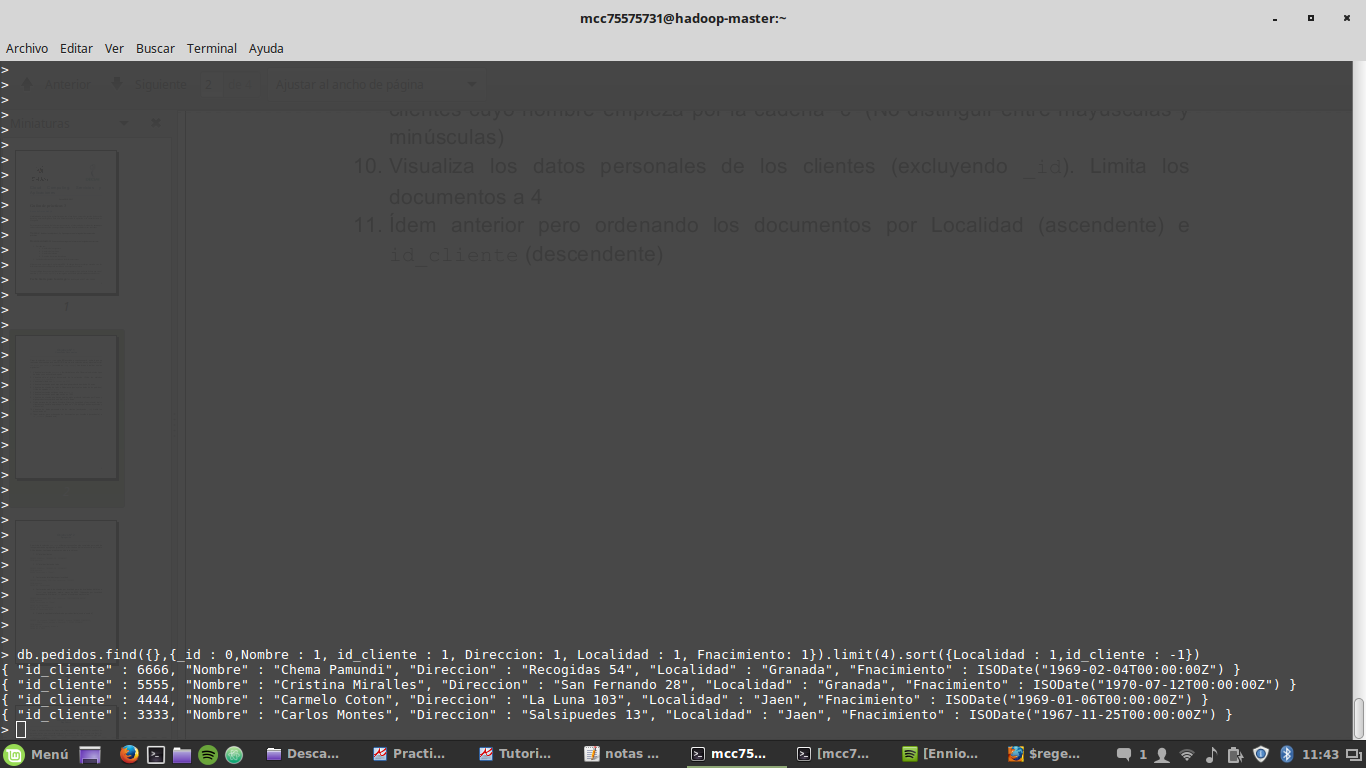 mcc75575731@hadoop-master:~
Archivo Editar Ver Buscar Terminal Ayuda
>
>
> Anterior Siguiente 2 Ajustar al ancho de página
>
> Miniaturas
clientes cuyo nombre empieza por la cadena (No distinguir entre mayúsculas y
minúsculas)
10. Visualiza los datos personales de los clientes (excluyendo _id). Limita los
documentos a 4
11. Ídem anterior pero ordenando los documentos por Localidad (ascendente) e
id_cliente (descendente)
> db.pedidos.find({},{_id : 0,Nombre : 1, id_cliente : 1, Direccion: 1, Localidad : 1, Fnacimiento: 1}).limit(4).sort({Localidad : 1,id_cliente : -1})
{ "id_cliente" : 6666, "Nombre" : "Chema Pamundi", "Direccion" : "Recogidas 54", "Localidad" : "Granada", "Fnacimiento" : ISODate("1969-02-04T00:00:00Z") }
{ "id_cliente" : 5555, "Nombre" : "Cristina Miralles", "Direccion" : "San Fernando 28", "Localidad" : "Granada", "Fnacimiento" : ISODate("1970-07-12T00:00:00Z") }
{ "id_cliente" : 4444, "Nombre" : "Carmelo Coton", "Direccion" : "La Luna 103", "Localidad" : "Jaen", "Fnacimiento" : ISODate("1969-01-06T00:00:00Z") }
{ "id_cliente" : 3333, "Nombre" : "Carlos Montes", "Direccion" : "Salsipuedes 13", "Localidad" : "Jaen", "Fnacimiento" : ISODate("1967-11-25T00:00:00Z") }
>
Menú Desca... Practi... Tutori... notas ... mcc75... [mcc7... [Ennio... $rege... 1 11:43